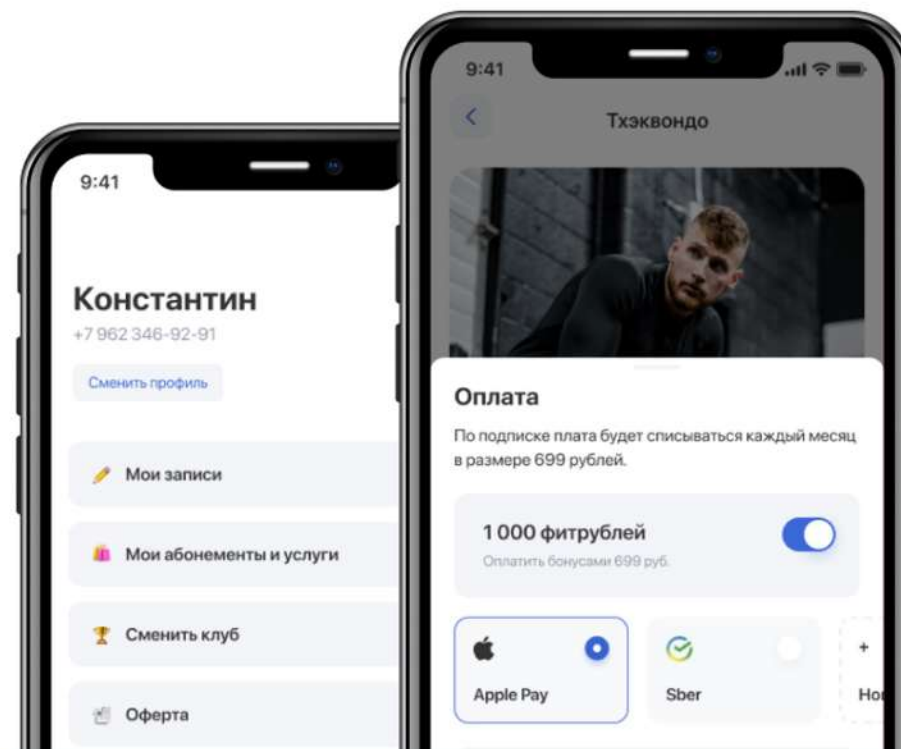 9:41
Константин
+7 962 346-92-91
Сменить профиль
Мои записи
Мои абонементы и услуги
Сменить клуб
Оферта
9:41
Тхэквондо
Оплата
По подписке плата будет списываться каждый месяц
в размере 699 рублей.
1 000 фитрублей
Оплатить бонусами 699 руб.
Apple Pay
Sber
+